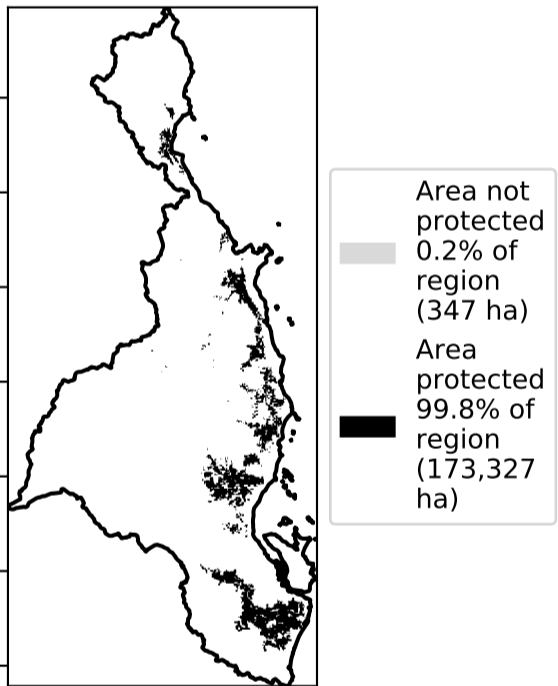 Area not
protected
0.2% of
region
(347 ha)
Area
protected
99.8% of
region
(173,327
ha)